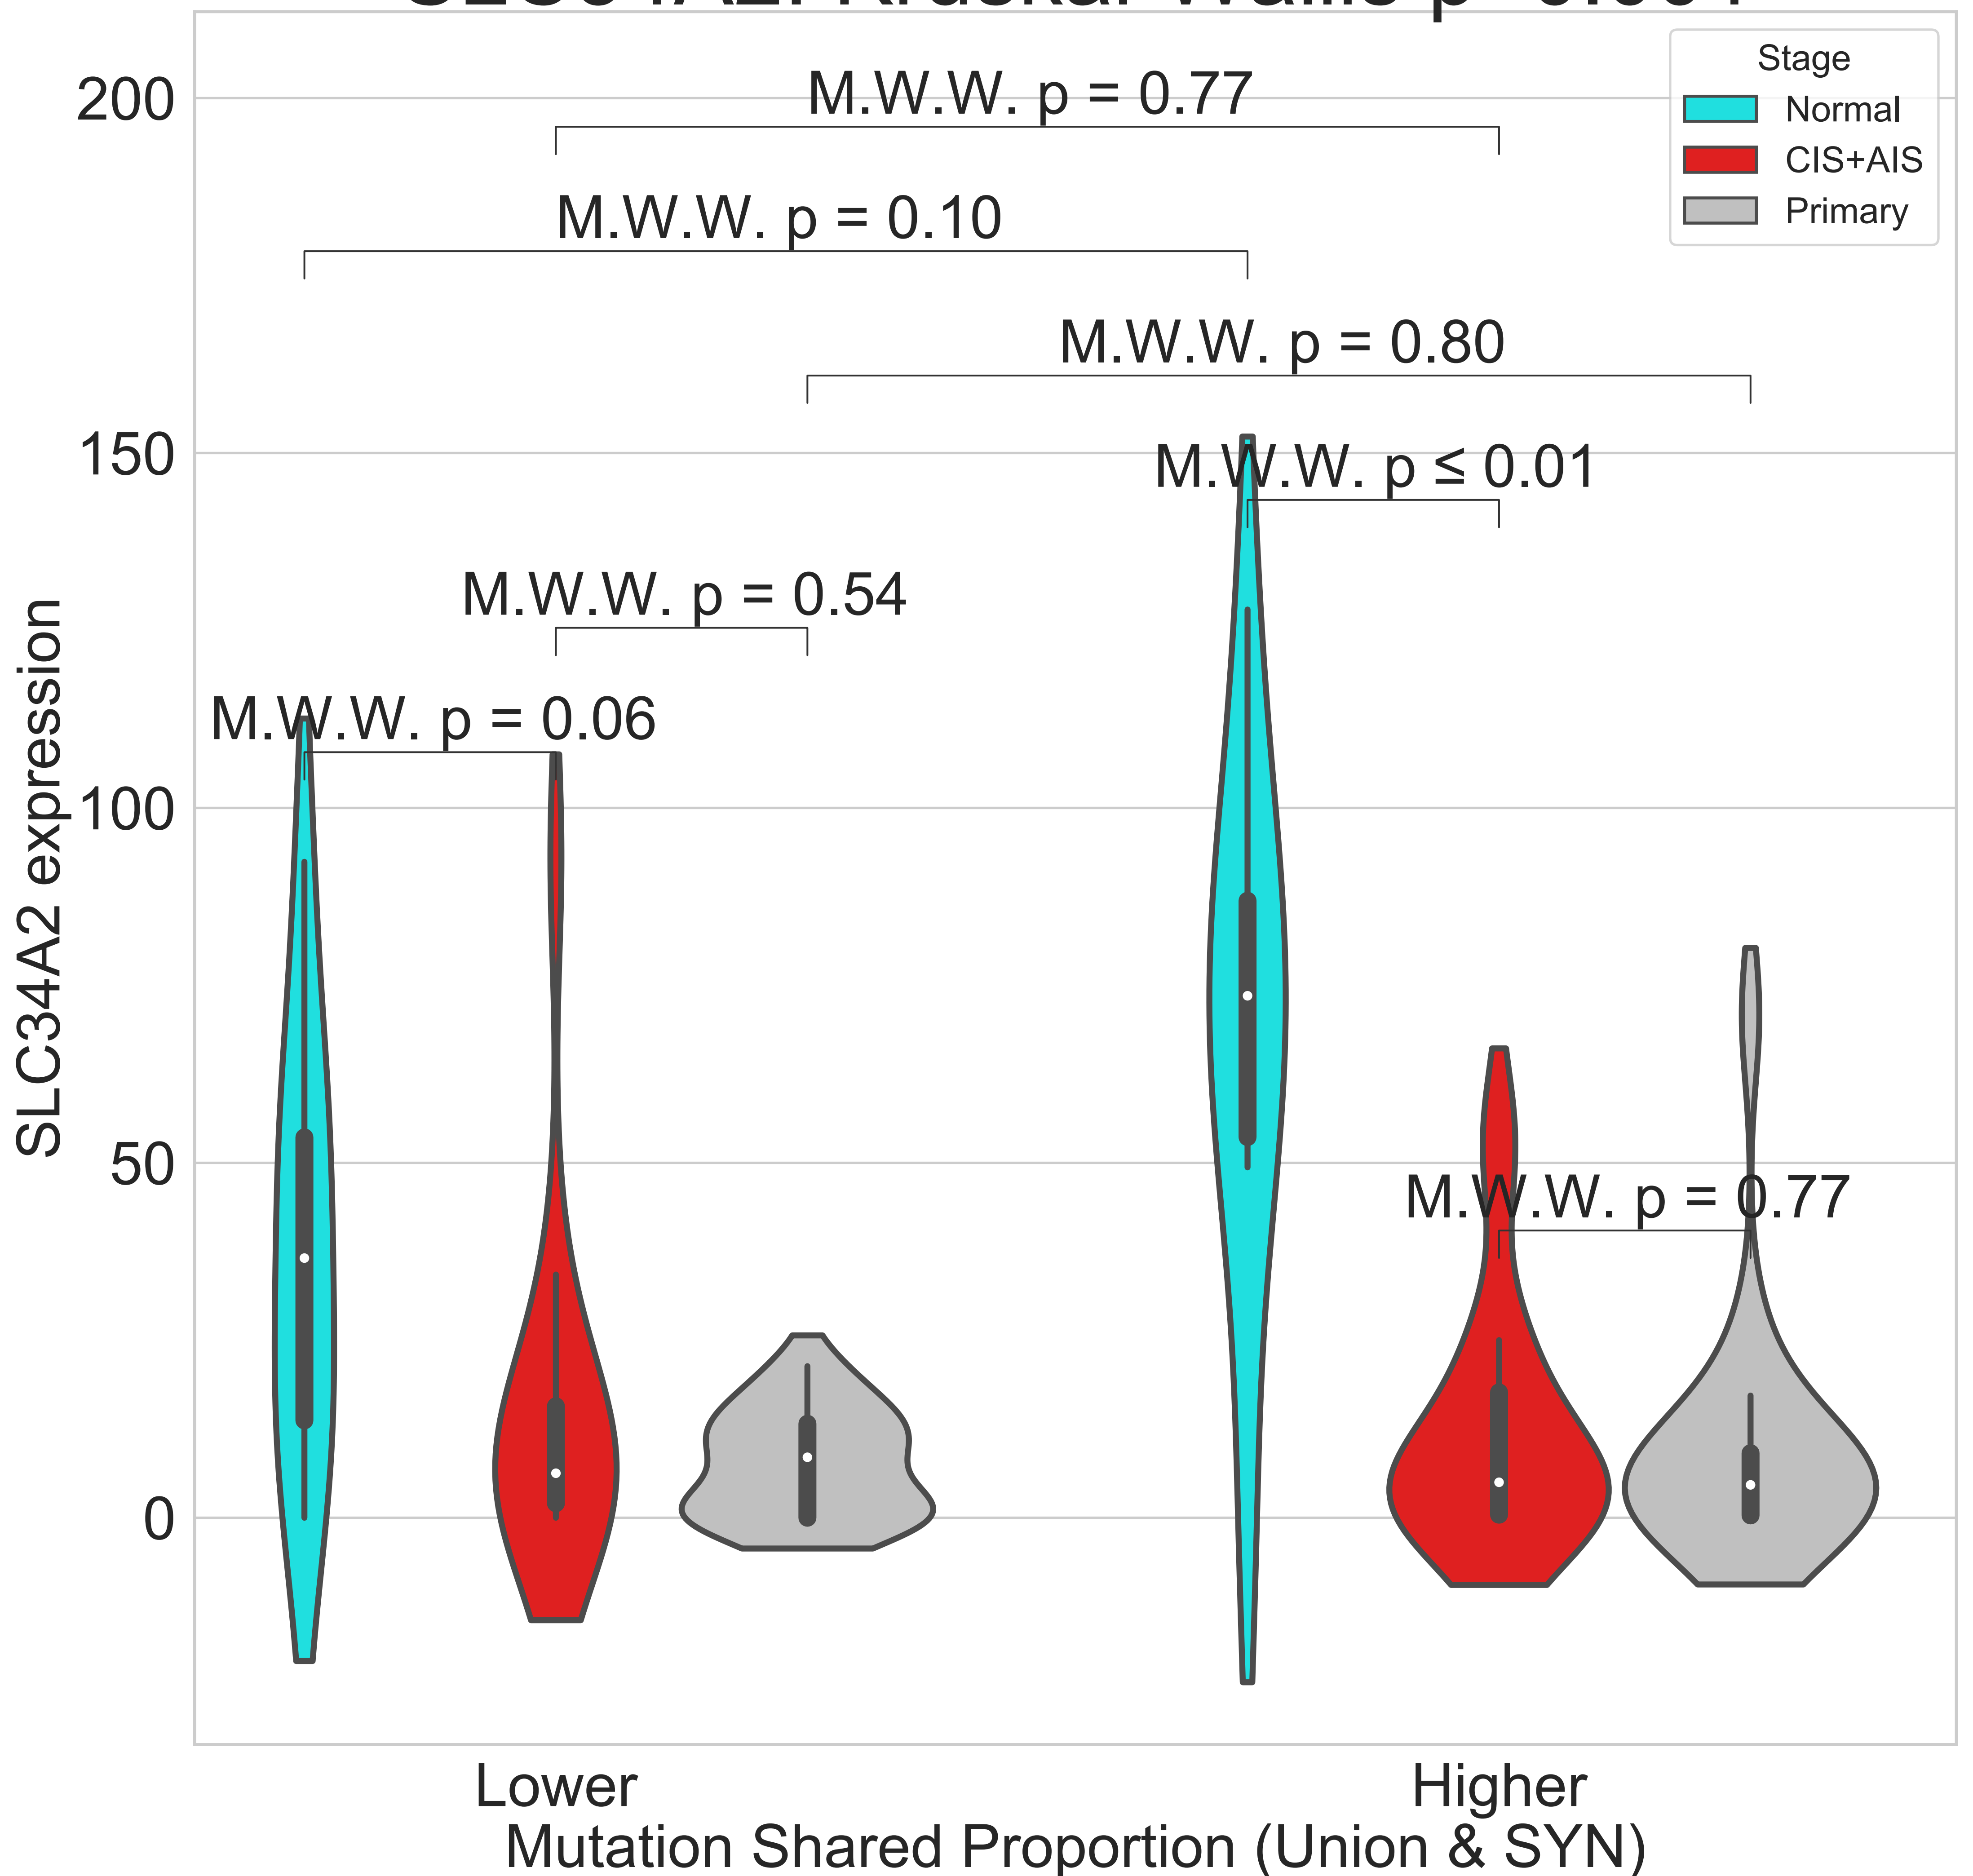 Stage
Normal
CIS+AIS
Primary
200
150
100
50
0
SLC34A2 expression
M.W.W. p = 0.77
M.W.W. p = 0.10
M.W.W. p = 0.80
M.W.W. p ≤ 0.01
M.W.W. p = 0.54
M.W.W. p = 0.06
M.W.W. p = 0.77
Lower
Higher
Mutation Shared Proportion (Union & SYN)